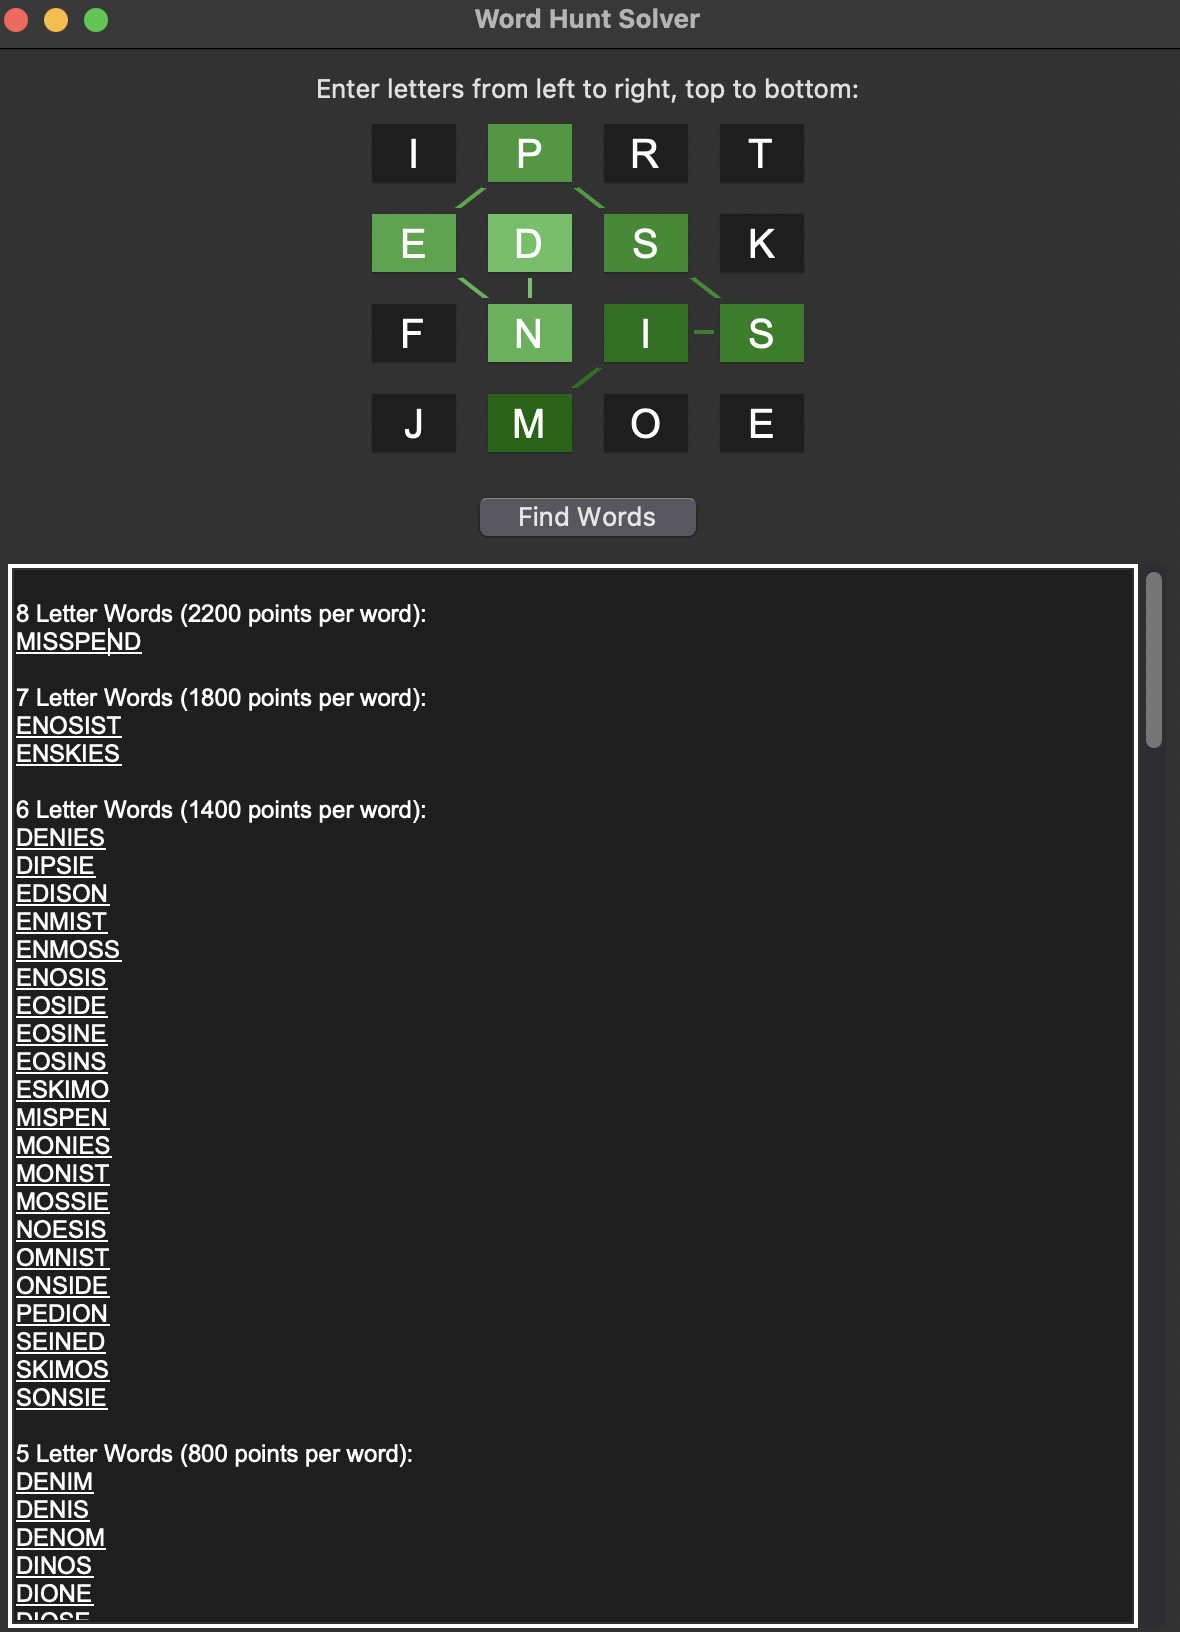 Word Hunt Solver
Enter letters from left to right, top to bottom:
I P R T
E D S K
F N I S
J M O E
Find Words
8 Letter Words (2200 points per word):
MISSPEND
7 Letter Words (1800 points per word):
ENOSIST
ENSKIES
6 Letter Words (1400 points per word):
DENIES
DIPSIE
EDISON
ENMIST
ENMOSS
ENOSIS
EOSIDE
EOSINE
EOSINS
ESKIMO
MISPEN
MONIES
MONIST
MOSSIE
NOESIS
OMNIST
ONSIDE
PEDION
SEINED
SKIMOS
SONSIE
5 Letter Words (800 points per word):
DENIM
DENIS
DENOM
DINOS
DIONE
DIOSE